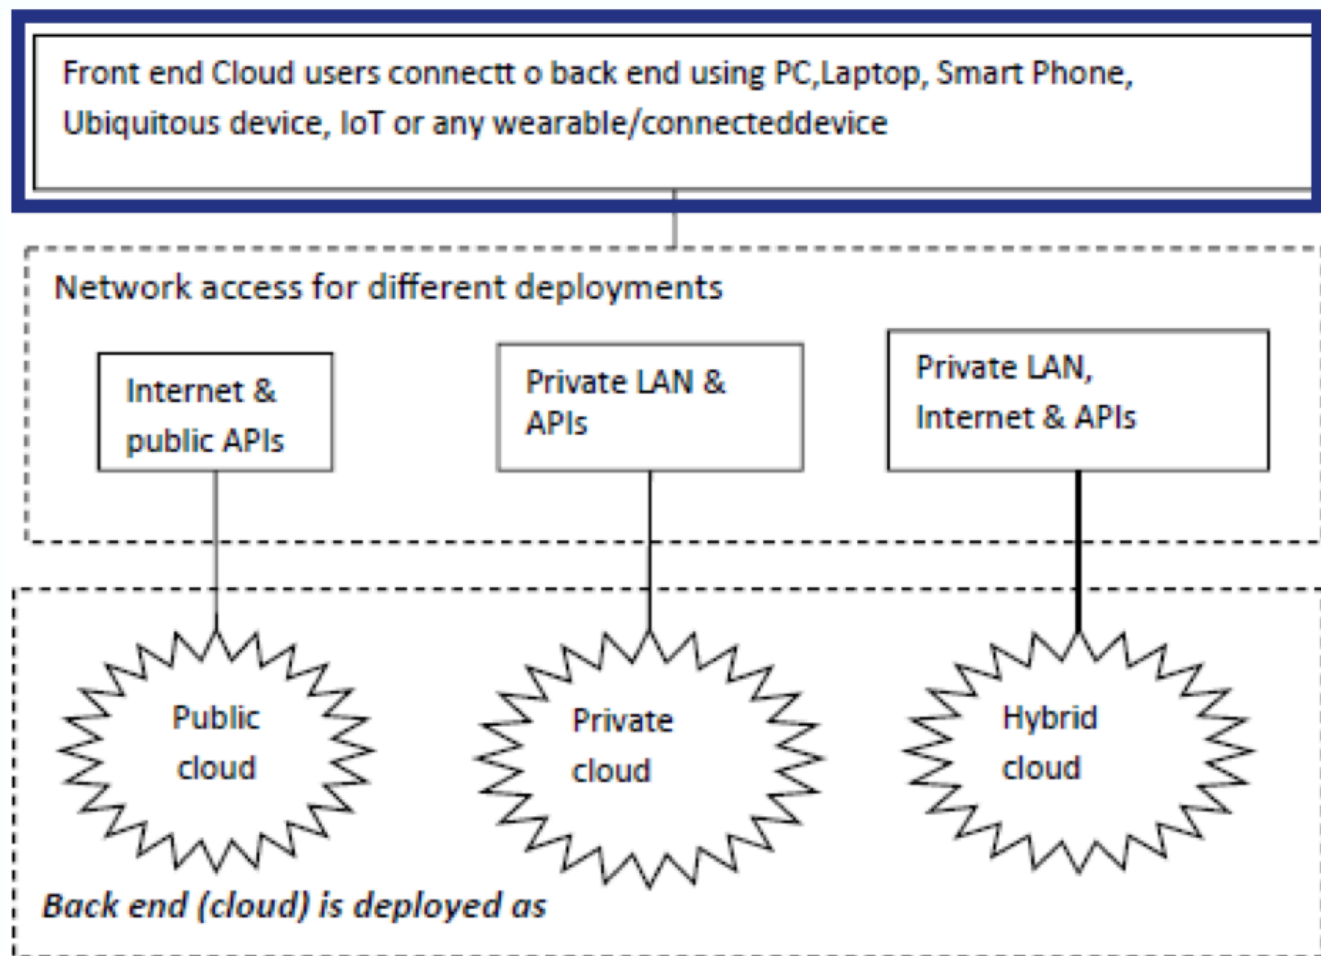 Front end Cloud users connectt o back end using PC,Laptop, Smart Phone,
Ubiquitous device, IoT or any wearable/connecteddevice
Network access for different deployments
Internet &
public APIs
Private LAN &
APIs
Private LAN,
Internet & APIs
Public
cloud
Private
cloud
Hybrid
cloud
Back end (cloud) is deployed as